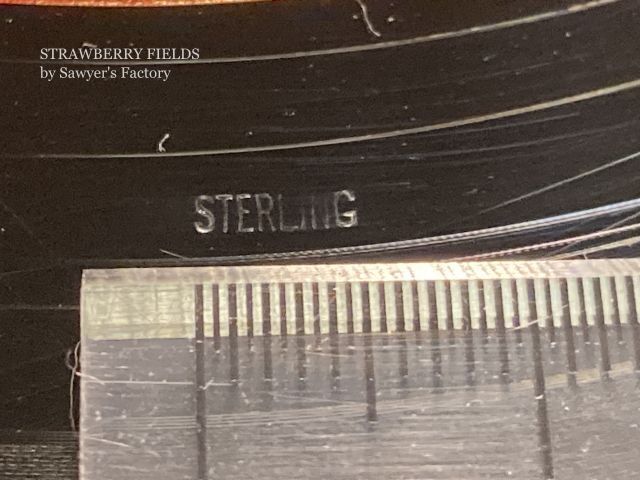 STRAWBERRY FIELDS
by Sawyer's Factory
STERLING